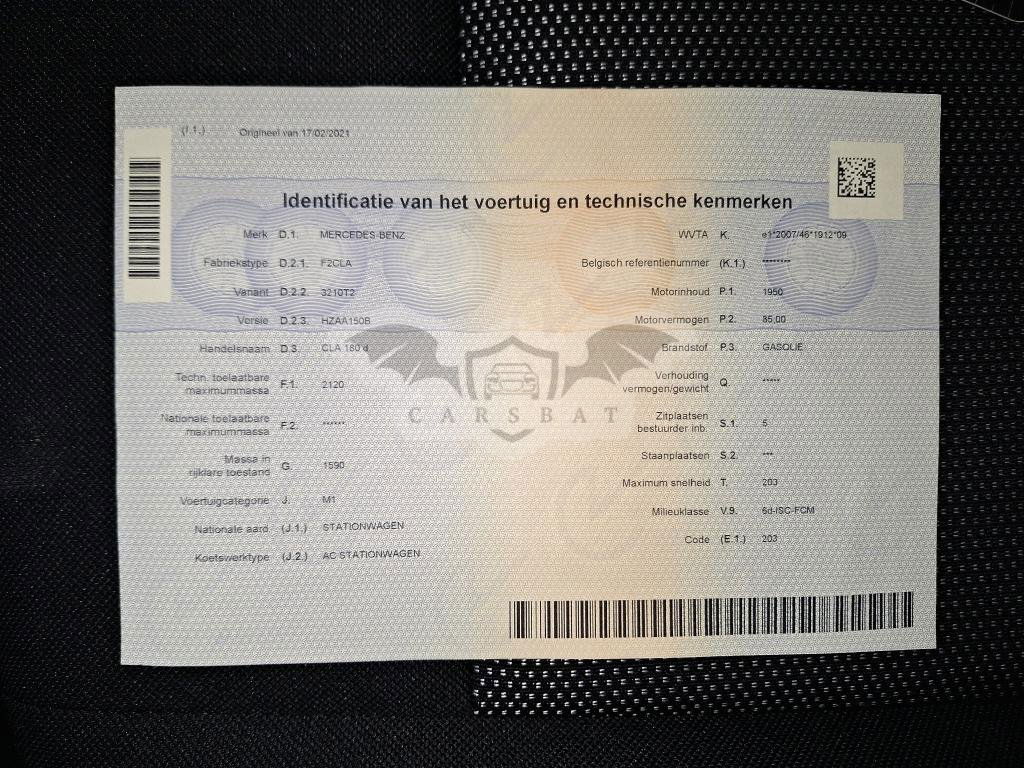 (I.1.) Origineel van 17/02/2021
Identificatie van het voertuig en technische kenmerken
Merk D.1. MERCEDES-BENZ
Fabriekstype D.2.1. F2CLA
Variant D.2.2. 3210T2
Versie D.2.3. HZAA150B
Handelsnaam D.3. CLA 180 d
Techn. toelaatbare
maximummassa F.1. 2120
Nationale toelaatbare
maximummassa F.2. ******
Massa in
rijklare toestand G. 1590
Voertuigcategorie J. M1
Nationale aard (J.1.) STATIONWAGEN
Koetswerktype (J.2.) AC STATIONWAGEN
WVTA K. e1*2007/46*1912*09
Belgisch referentienummer (K.1.) ********
Motorinhoud P.1. 1950
Motorvermogen P.2. 85,00
Brandstof P.3. GASOLIE
Verhouding
vermogen/gewicht Q. *****
Zitplaatsen
bestuurder inb. S.1. 5
Staanplaatsen S.2. ***
Maximum snelheid T. 203
Milieuklasse V.9. 6d-ISC-FCM
Code (E.1.) 203
CARSBAT